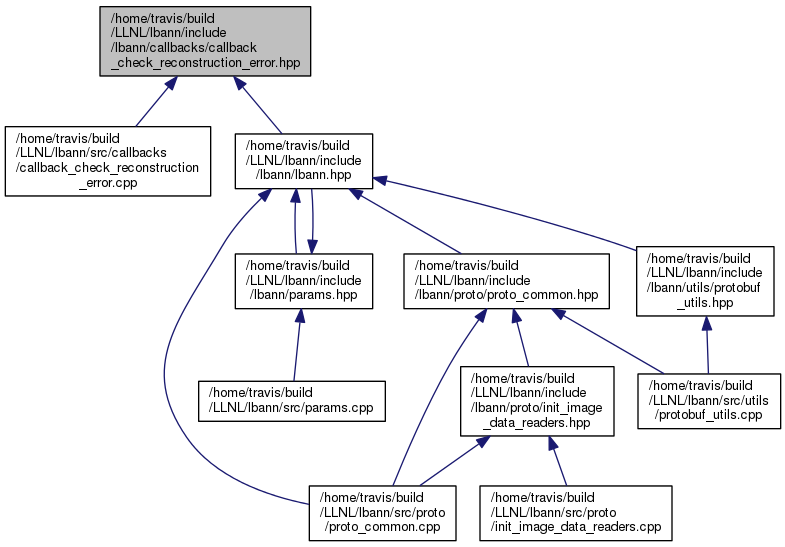 /home/travis/build
/LLNL/lbann/include
/lbann/callbacks/callback
_check_reconstruction_error.hpp
/home/travis/build
/LLNL/lbann/src/callbacks
/callback_check_reconstruction
_error.cpp
/home/travis/build
/LLNL/lbann/include
/lbann/lbann.hpp
/home/travis/build
/LLNL/lbann/include
/lbann/params.hpp
/home/travis/build
/LLNL/lbann/include
/lbann/proto/proto_common.hpp
/home/travis/build
/LLNL/lbann/include
/lbann/utils/protobuf
_utils.hpp
/home/travis/build
/LLNL/lbann/src/params.cpp
/home/travis/build
/LLNL/lbann/include
/lbann/proto/init_image
_data_readers.hpp
/home/travis/build
/LLNL/lbann/src/utils
/protobuf_utils.cpp
/home/travis/build
/LLNL/lbann/src/proto
/proto_common.cpp
/home/travis/build
/LLNL/lbann/src/proto
/init_image_data_readers.cpp